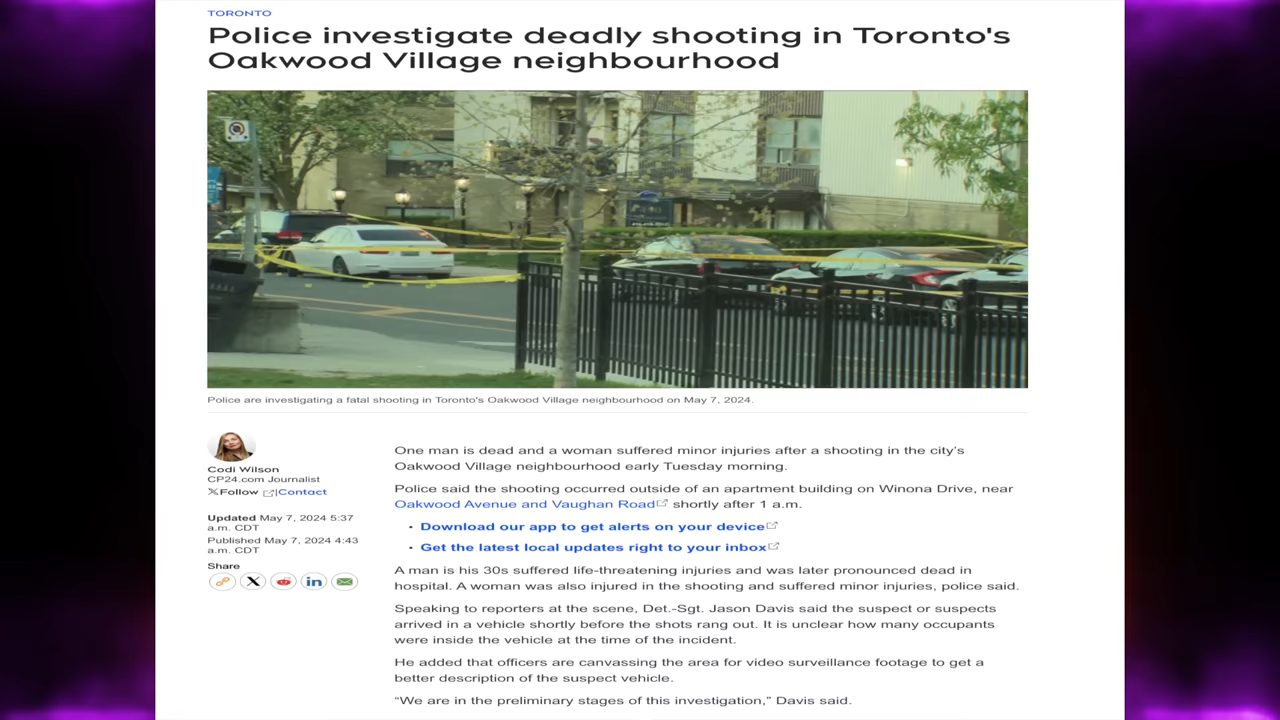 TORONTO
Police investigate deadly shooting in Toronto's
Oakwood Village neighbourhood
Police are investigating a fatal shooting in Toronto's Oakwood Village neighbourhood on May 7, 2024.
Codi Wilson
CP24.com Journalist
Follow |Contact
Updated May 7, 2024 5:37
a.m. CDT
Published May 7, 2024 4:43
a.m. CDT
Share
One man is dead and a woman suffered minor injuries after a shooting in the city’s
Oakwood Village neighbourhood early Tuesday morning.
Police said the shooting occurred outside of an apartment building on Winona Drive, near
Oakwood Avenue and Vaughan Road shortly after 1 a.m.
· Download our app to get alerts on your device
· Get the latest local updates right to your inbox
A man is his 30s suffered life-threatening injuries and was later pronounced dead in
hospital. A woman was also injured in the shooting and suffered minor injuries, police said.
Speaking to reporters at the scene, Det.-Sgt. Jason Davis said the suspect or suspects
arrived in a vehicle shortly before the shots rang out. It is unclear how many occupants
were inside the vehicle at the time of the incident.
He added that officers are canvassing the area for video surveillance footage to get a
better description of the suspect vehicle.
“We are in the preliminary stages of this investigation,” Davis said.